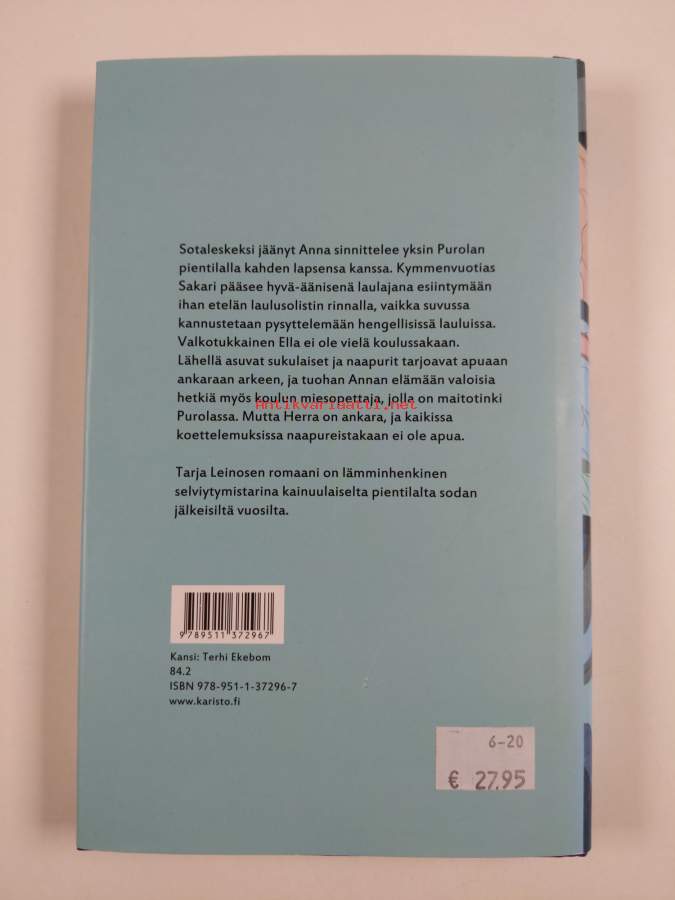 Sotaleskeksi jäänyt Anna sinnittelee yksin Purolan
pientilalla kahden lapsensa kanssa. Kymmenvuotias
Sakari pääsee hyvä-äänisenä laulajana esiintymään
ihan etelän laulusolistin rinnalla, vaikka suvussa
kannustetaan pysyttelemään hengellisissä lauluissa.
Valkotukkainen Ella ei ole vielä koulussakaan.
Lähellä asuvat sukulaiset ja naapurit tarjoavat apuaan
ankaraan arkeen, ja tuohan Annan elämään valoisia
hetkiä myös koulun miesopettaja, jolla on maitotinki
Antikvariaatti.net
Purolassa. Mutta Herra on ankara, ja kaikissa
koettelemuksissa naapureistakaan ei ole apua.
Tarja Leinosen romaani on lämminhenkinen
selviytymistarina kainuulaiselta pientilalta sodan
jälkeisiltä vuosilta.
9789511372967
Kansi: Terhi Ekebom
84.2
ISBN 978-951-1-37296-7
www.karisto.fi
6-20
€ 27.95